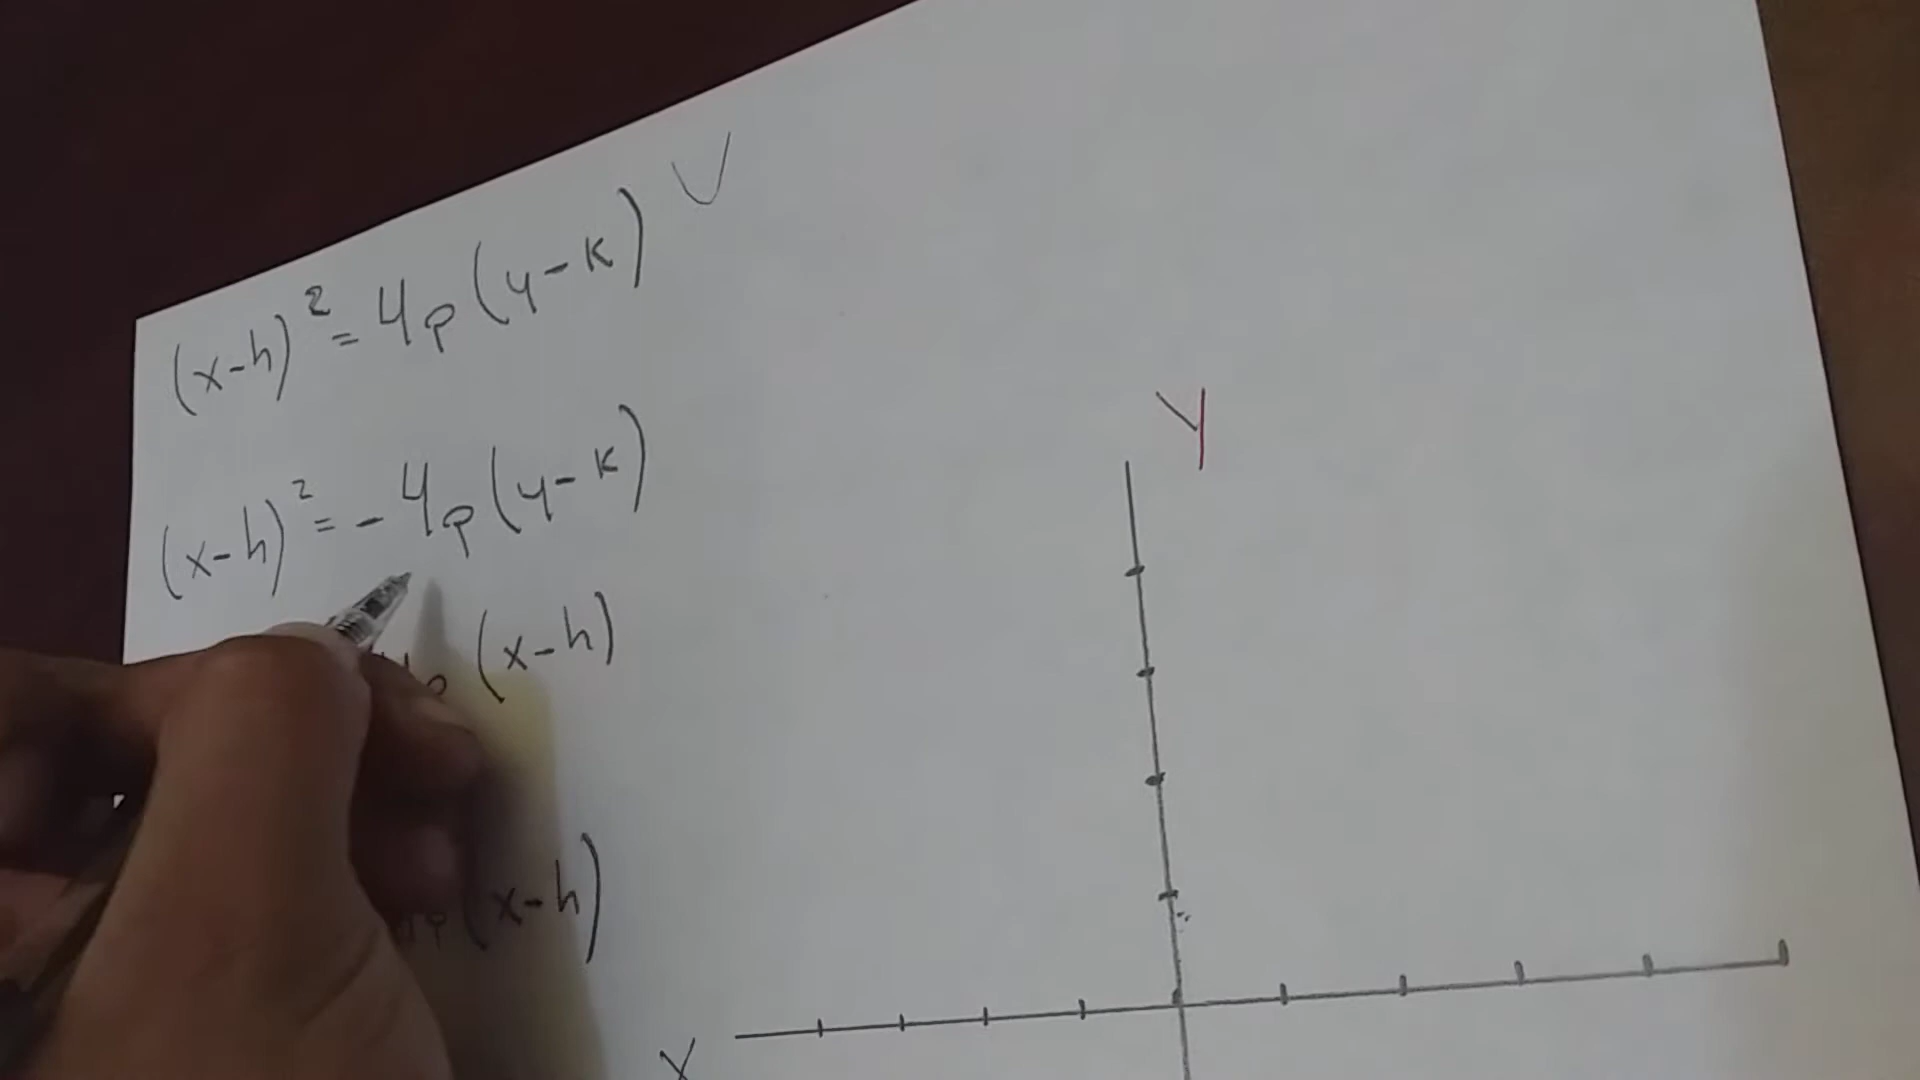 (x-h)² = 4p(y-k) ∪
(x-h)² = -4p(y-k)
(x-h)
(x-h)
Y
X